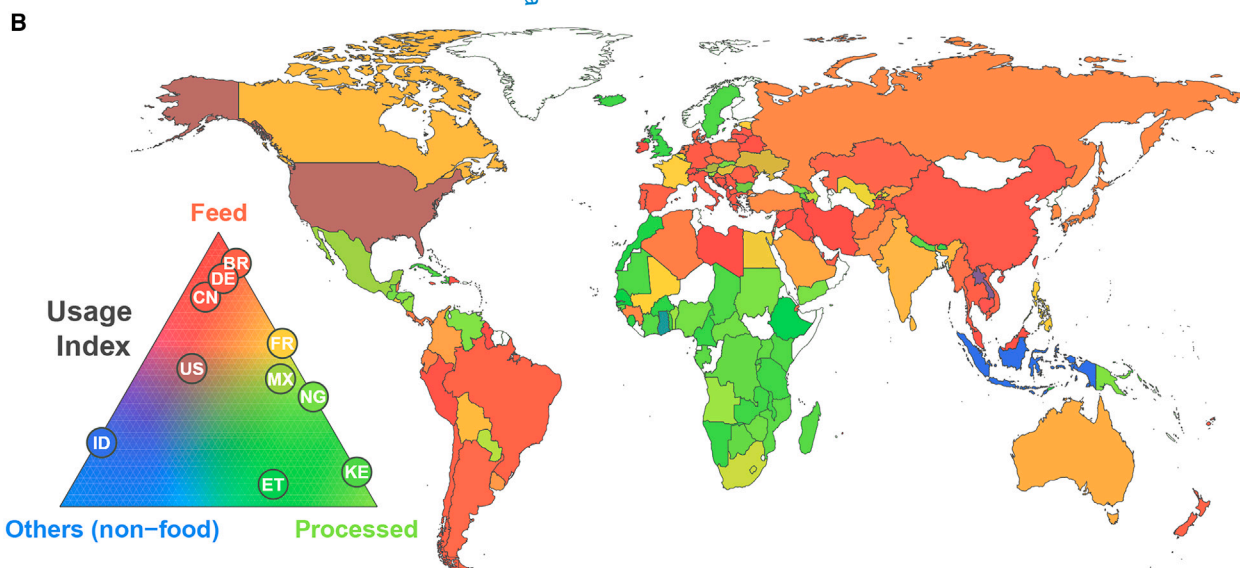 B
Feed
BR
DE
CN
Usage
Index
FR
US
MX
NG
ID
KE
ET
Others (non−food)
Processed